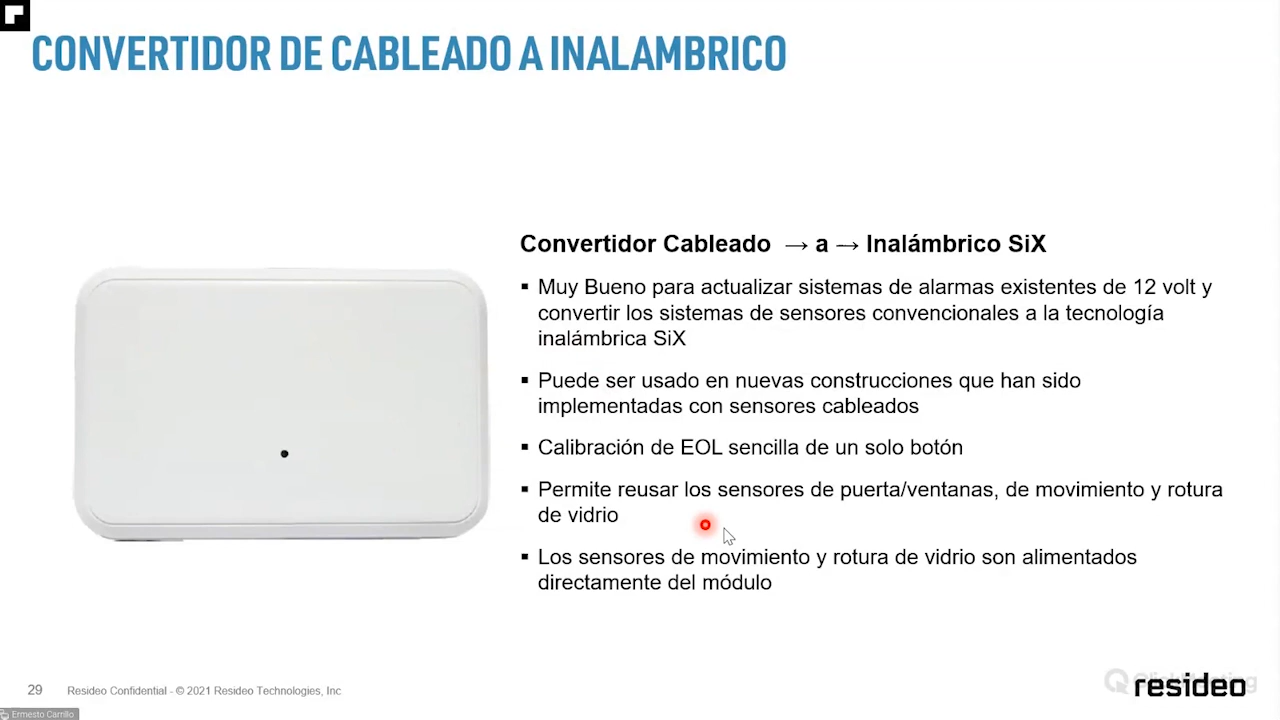 CONVERTIDOR DE CABLEADO A INALAMBRICO
Convertidor Cableado → a → Inalámbrico SiX
▪ Muy Bueno para actualizar sistemas de alarmas existentes de 12 volt y
convertir los sistemas de sensores convencionales a la tecnología
inalámbrica SiX
▪ Puede ser usado en nuevas construcciones que han sido
implementadas con sensores cableados
▪ Calibración de EOL sencilla de un solo botón
▪ Permite reusar los sensores de puerta/ventanas, de movimiento y rotura
de vidrio
▪ Los sensores de movimiento y rotura de vidrio son alimentados
directamente del módulo
29 Resideo Confidential - © 2021 Resideo Technologies, Inc
resideo
Ermesto Carrillo